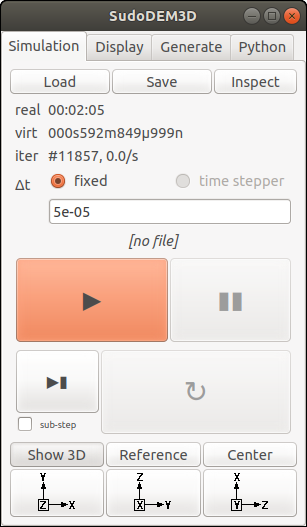 SudoDEM3D
Simulation Display Generate Python
Load Save Inspect
real 00:02:05
virt 000s592m849μ999n
iter #11857, 0.0/s
Δt fixed time stepper
5e-05
[no file]
sub-step
Show 3D Reference Center
Y Z X
Z X X Y Y Z